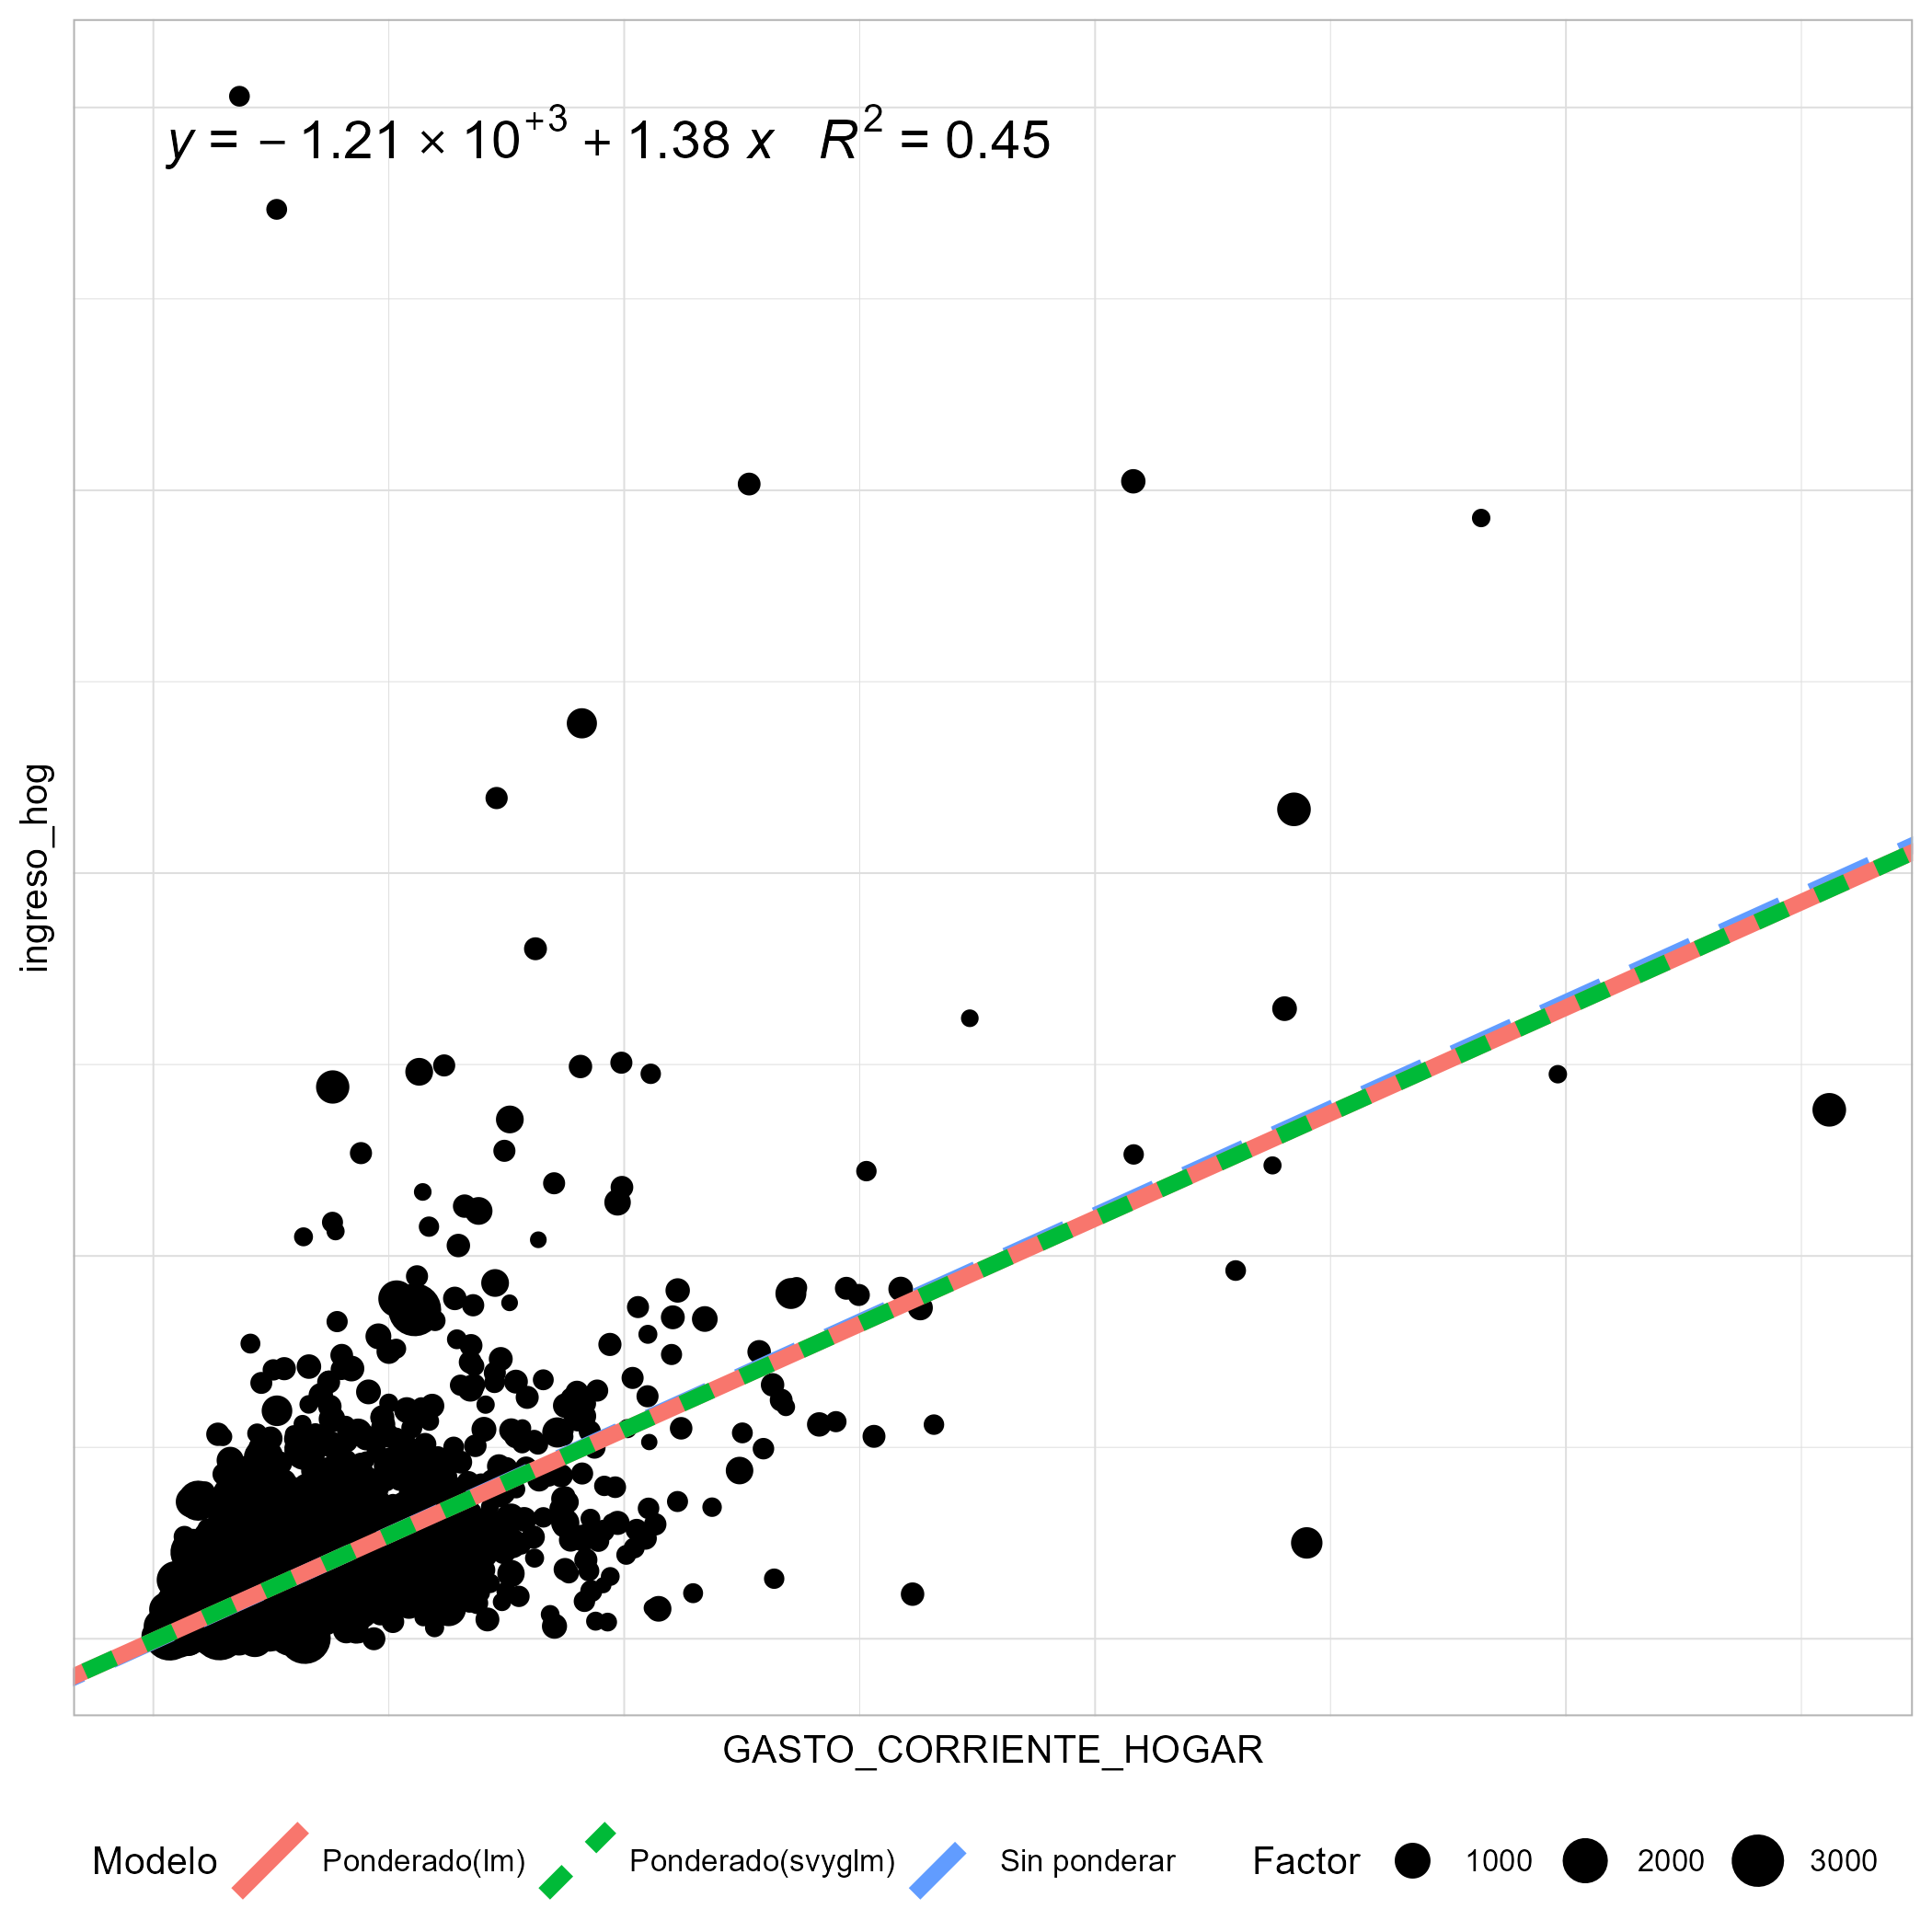 y = − 1.21 × 10⁺³ + 1.38 x R² = 0.45
ingreso_hog
GASTO_CORRIENTE_HOGAR
Modelo Ponderado(lm) Ponderado(svyglm) Sin ponderar Factor 1000 2000 3000